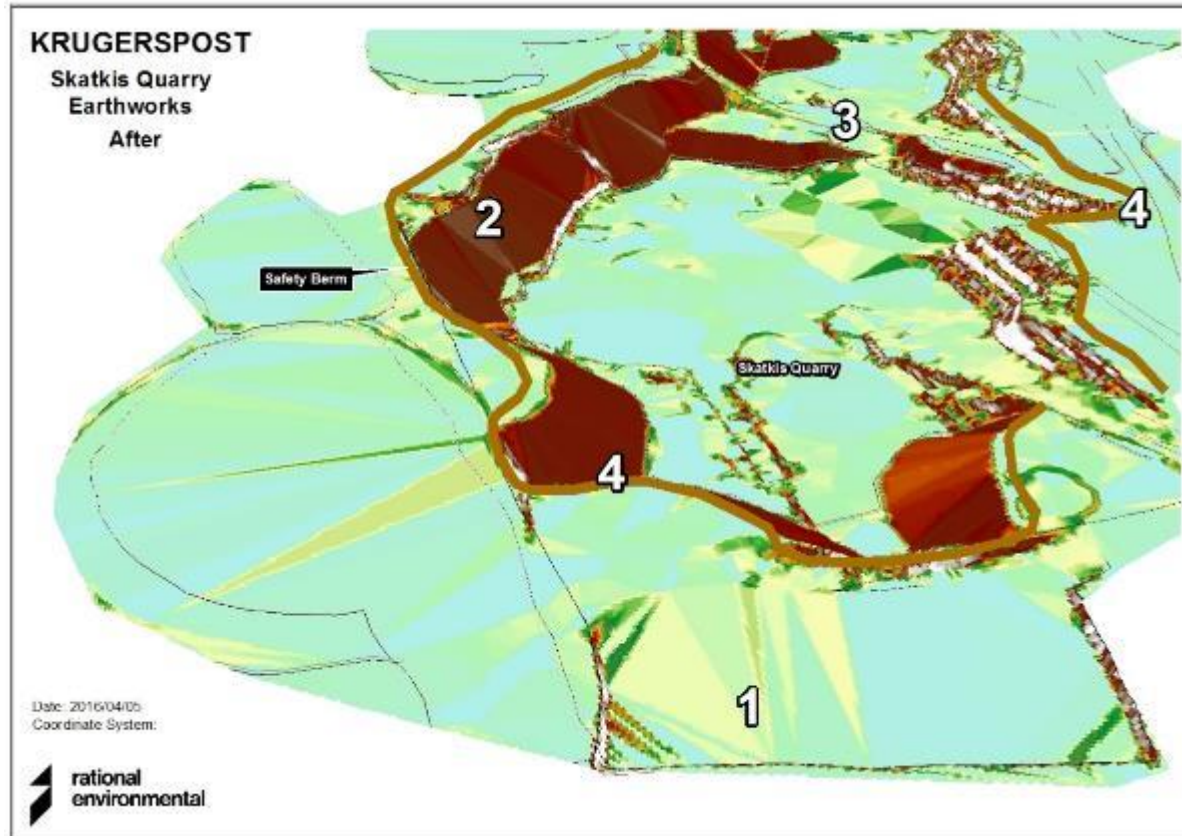 KRUGERSPOST
Skatkis Quarry
Earthworks
After
3
4
2
Safety Berm
Skatkis Quarry
4
1
Date: 2016/04/05
Coordinate System:
rational
environmental